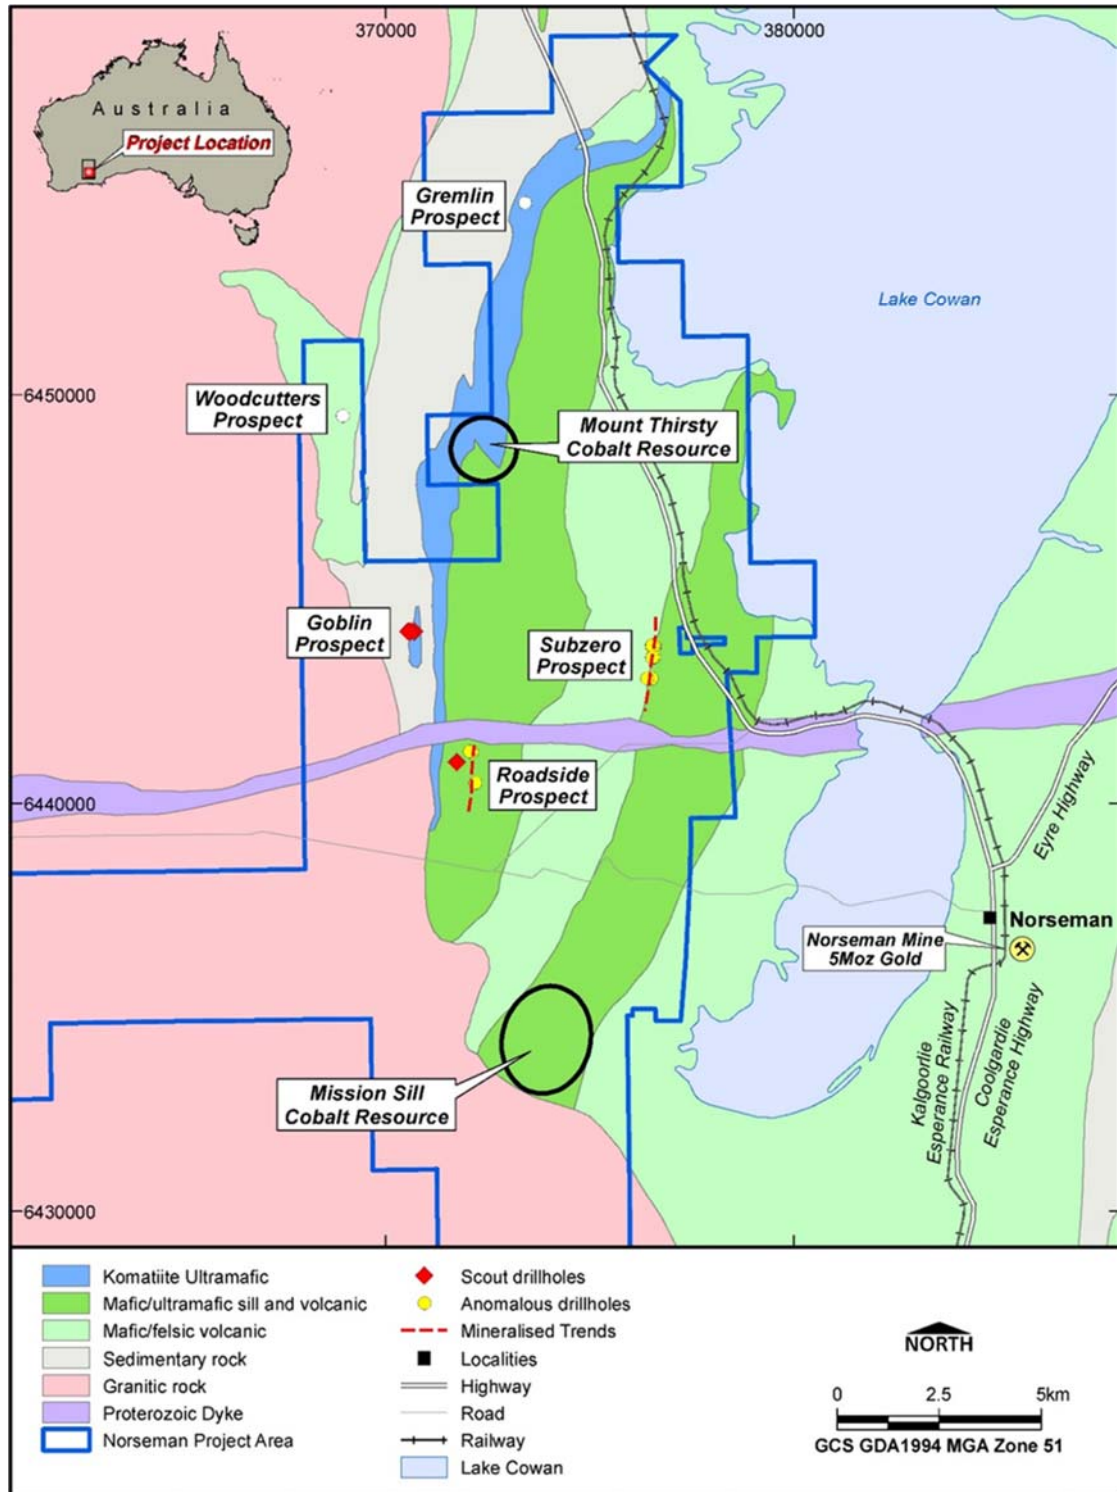 370000
380000
Australia
Project Location
Gremlin
Prospect
Lake Cowan
6450000
Woodcutters
Prospect
Mount Thirsty
Cobalt Resource
Goblin
Prospect
Subzero
Prospect
Roadside
Prospect
6440000
Eyre Highway
Norseman
Norseman Mine
5Moz Gold
Kalgoorlie
Esperance Railway
Coolgardie
Esperance Highway
Mission Sill
Cobalt Resource
6430000
Komatiite Ultramafic
Mafic/ultramafic sill and volcanic
Mafic/felsic volcanic
Sedimentary rock
Granitic rock
Proterozoic Dyke
Norseman Project Area
Scout drillholes
Anomalous drillholes
Mineralised Trends
Localities
Highway
Road
Railway
Lake Cowan
NORTH
0 2.5 5km
GCS GDA1994 MGA Zone 51